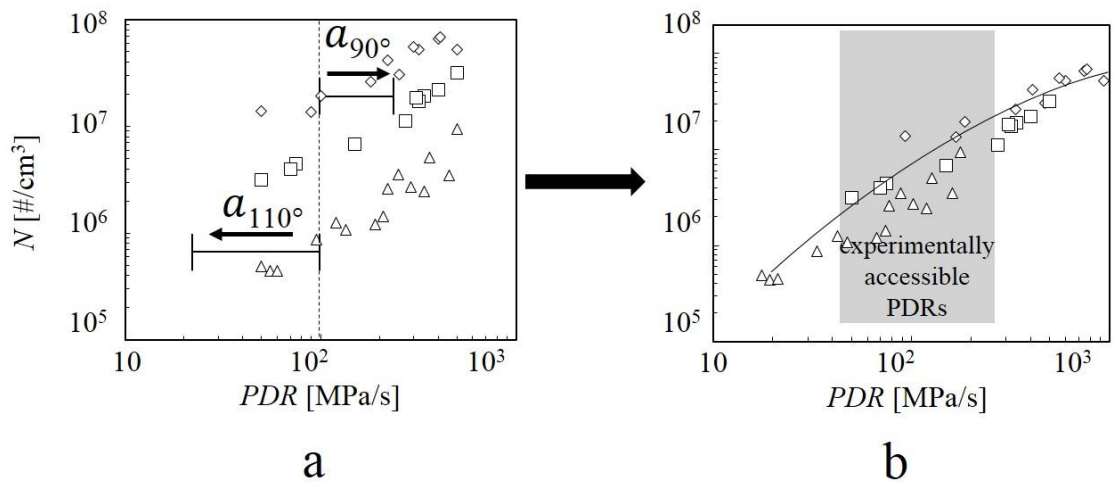 10⁸
10⁷
10⁶
10⁵
N [#/cm³]
a₉₀°
a₁₁₀°
10
10²
10³
PDR [MPa/s]
a
10⁸
10⁷
10⁶
10⁵
experimentally
accessible
PDRs
10
10²
10³
PDR [MPa/s]
b